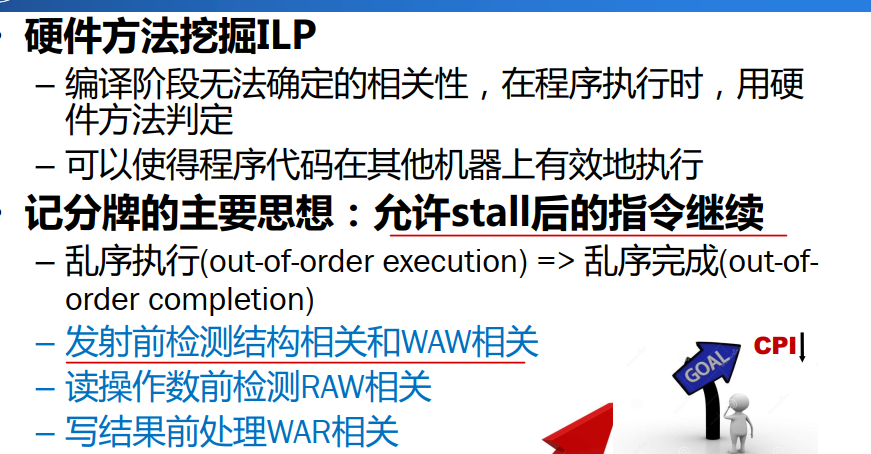 • 硬件方法挖掘ILP
– 编译阶段无法确定的相关性，在程序执行时，用硬
件方法判定
– 可以使得程序代码在其他机器上有效地执行
• 记分牌的主要思想：允许stall后的指令继续
– 乱序执行(out-of-order execution) => 乱序完成(out-of-
order completion)
– 发射前检测结构相关和WAW相关
– 读操作数前检测RAW相关
– 写结果前处理WAR相关
CPI↓
GOAL